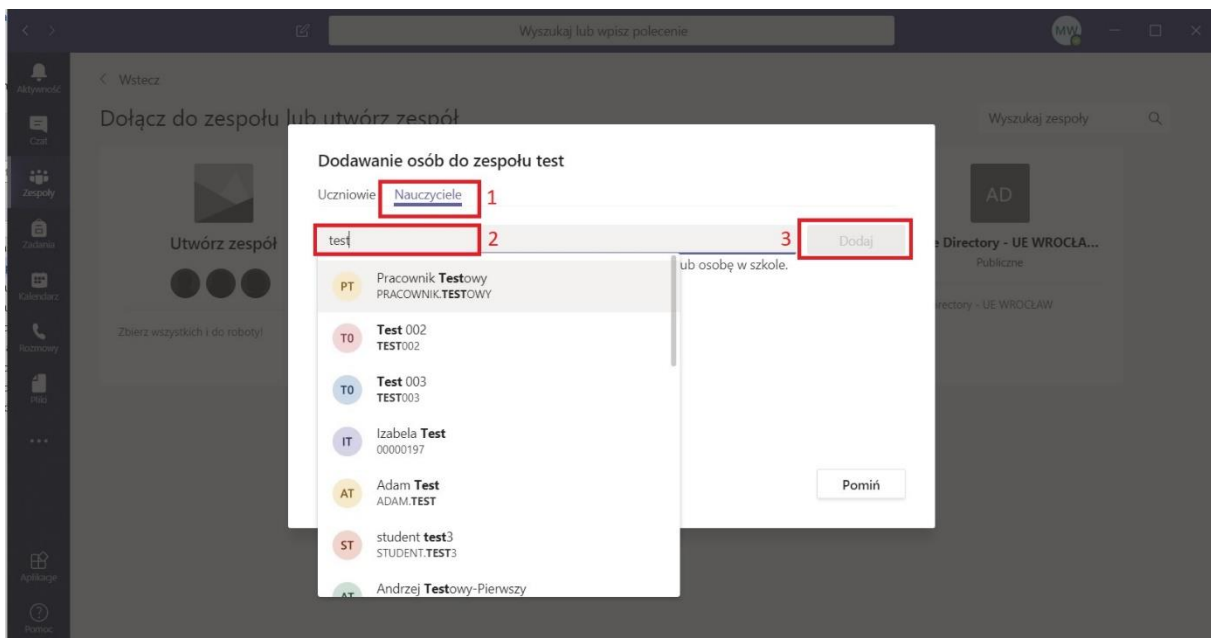 Wyszukaj lub wpisz polecenie
MW
Aktywność
Czat
Zespoły
Zadania
Kalendarz
Rozmowy
Pliki
Aplikacje
Pomoc
Wstecz
Dołącz do zespołu lub utwórz zespół
Wyszukaj zespoły
Utwórz zespół
Zbierz wszystkich i do roboty!
AD
Directory - UE WROCŁA...
Publiczne
Directory - UE WROCŁAW
Dodawanie osób do zespołu test
Uczniowie Nauczyciele 1
test 2 3 Dodaj
ub osobę w szkole.
PT Pracownik Testowy
PRACOWNIK.TESTOWY
T0 Test 002
TEST002
T0 Test 003
TEST003
IT Izabela Test
00000197
AT Adam Test
ADAM.TEST
ST student test3
STUDENT.TEST3
AT Andrzej Testowy-Pierwszy
Pomiń